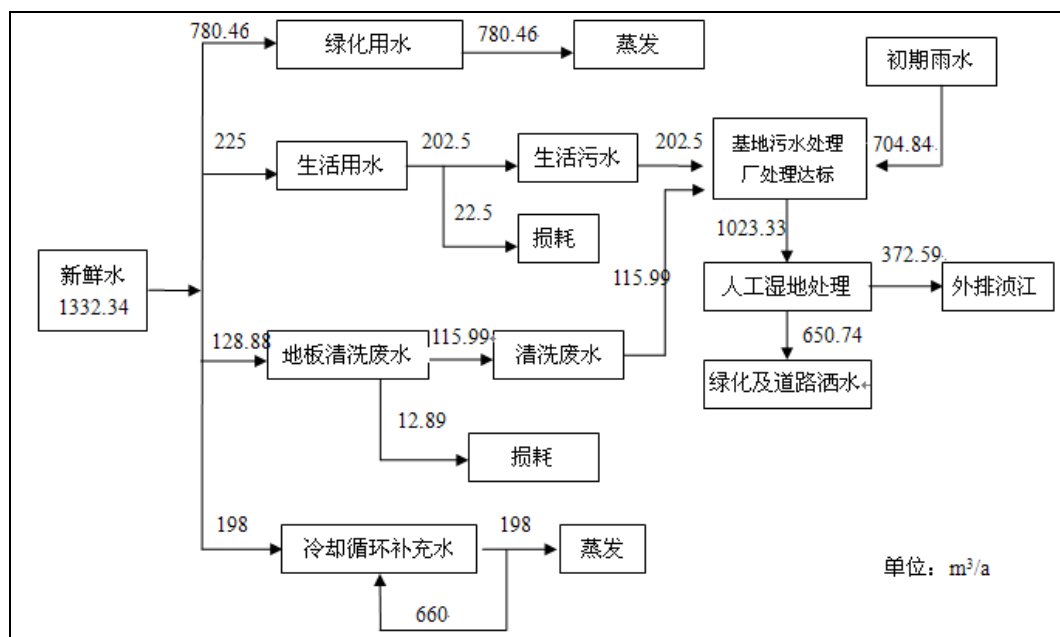 780.46
绿化用水
780.46
蒸发
初期雨水
225
生活用水
202.5
生活污水
202.5
基地污水处理
厂处理达标
704.84
22.5
损耗
1023.33
新鲜水
1332.34
115.99
人工湿地处理
372.59
外排浈江
128.88
地板清洗废水
115.99
清洗废水
650.74
绿化及道路洒水
12.89
损耗
198
冷却循环补充水
198
蒸发
660
单位：m³/a